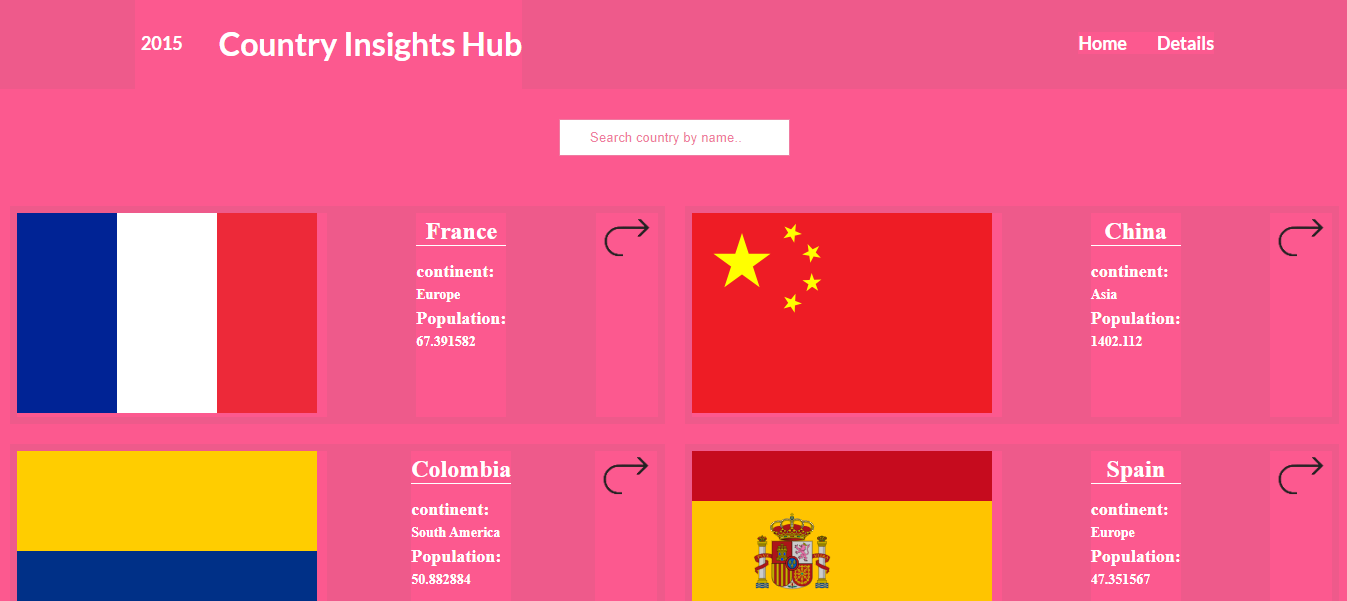 2015
Country Insights Hub
Home
Details
Search country by name..
France
continent:
Europe
Population:
67.391582
China
continent:
Asia
Population:
1402.112
Colombia
continent:
South America
Population:
50.882884
Spain
continent:
Europe
Population:
47.351567